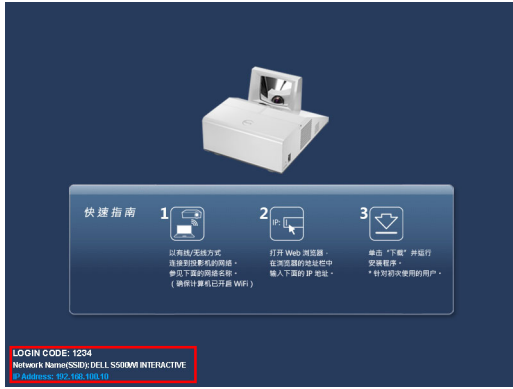 快速指南
1
以有线/无线方式
连接到投影机的网络。
参见下面的网络名称。
(确保计算机已开启 WiFi)
2
IP:
打开 Web 浏览器,
在浏览器的地址栏中
输入下面的 IP 地址。
3
单击 "下载" 并运行
安装程序。
*针对初次使用的用户。
LOGIN CODE: 1234
Network Name(SSID): DELL S500WI INTERACTIVE
IP Address: 192.168.100.10